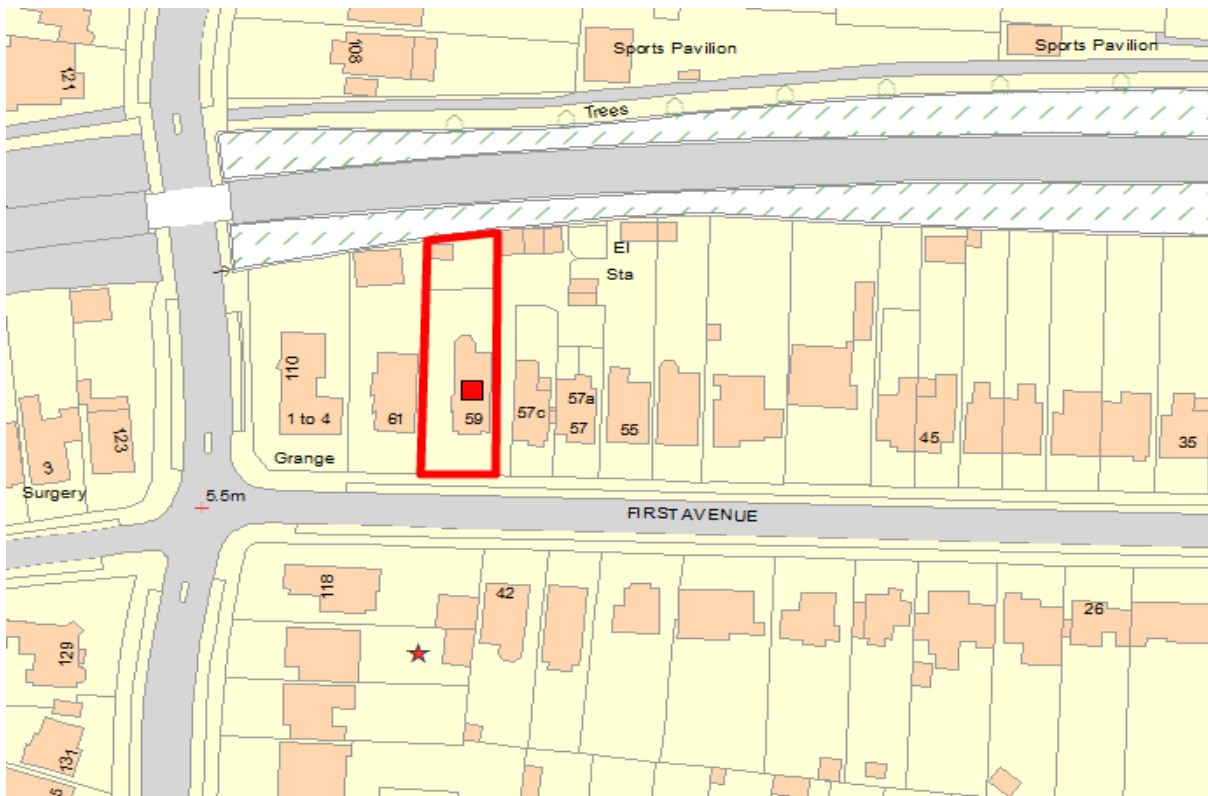 108
Sports Pavilion
Sports Pavilion
121
Trees
El
Sta
110
1 to 4
61
59
57c
57a
57
55
45
35
123
3
Grange
Surgery
5.5m
FIRST AVENUE
118
42
26
129
131